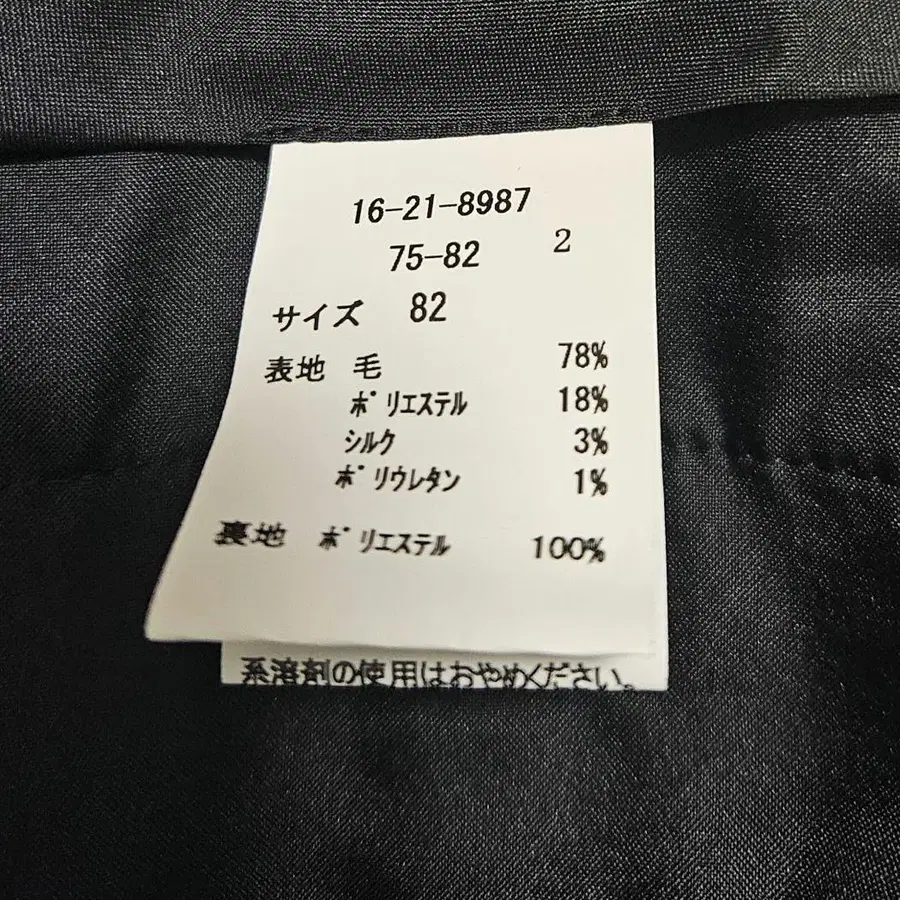 16-21-8987
75-82 2
サイズ 82
表地 毛 78%
ポリエステル 18%
シルク 3%
ポリウレタン 1%
裏地 ポリエステル 100%
系溶剤の使用はおやめください。